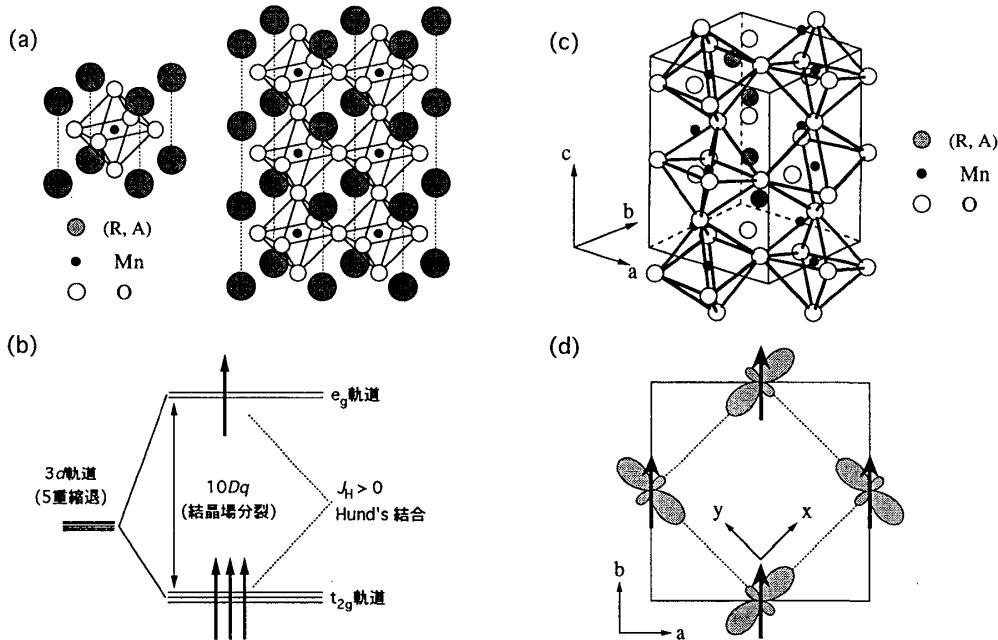 (a)
(R, A)
Mn
O
(b)
e_g軌道
3d軌道
(5重縮退)
10Dq
(結晶場分裂)
J_H > 0
Hund's 結合
t_2g軌道
(c)
c
b
a
(R, A)
Mn
O
(d)
y
x
b
a